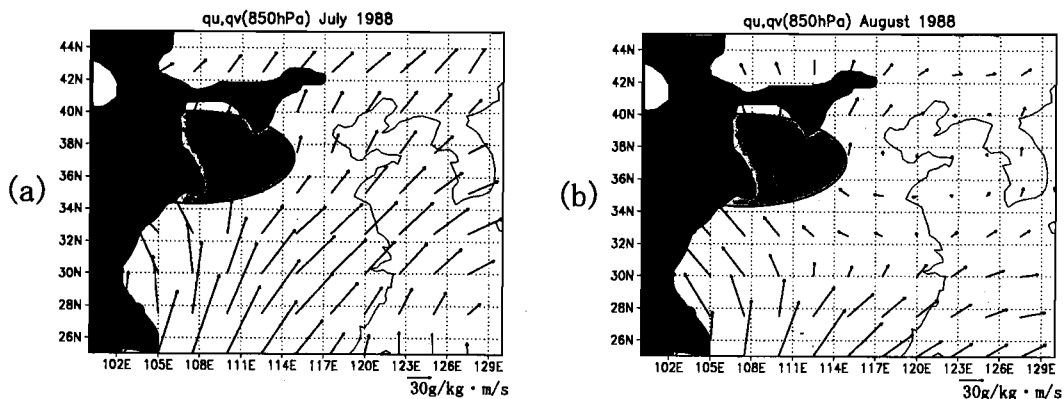 qu,qv(850hPa) July 1988
44N
42N
40N
38N
36N
34N
32N
30N
28N
26N
102E 105E 108E 111E 114E 117E 120E 123E 126E 129E
30g/kg・m/s
(a)
qu,qv(850hPa) August 1988
44N
42N
40N
38N
36N
34N
32N
30N
28N
26N
102E 105E 108E 111E 114E 117E 120E 123E 126E 129E
30g/kg・m/s
(b)